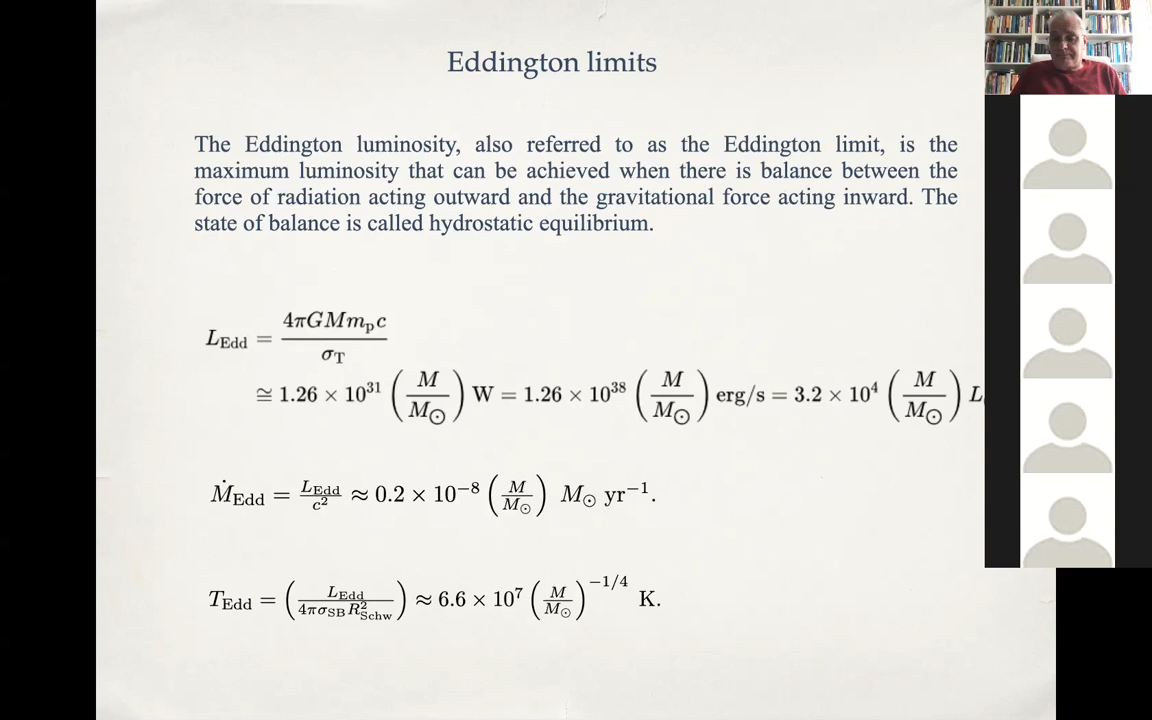 Eddington limits
The Eddington luminosity, also referred to as the Eddington limit, is the
maximum luminosity that can be achieved when there is balance between the
force of radiation acting outward and the gravitational force acting inward. The
state of balance is called hydrostatic equilibrium.
L_Edd = 4πGMm_p c / σ_T
≅ 1.26 × 10^31 (M / M_⊙) W = 1.26 × 10^38 (M / M_⊙) erg/s = 3.2 × 10^4 (M / M_⊙) L
Ṁ_Edd = L_Edd / c^2 ≈ 0.2 × 10^−8 (M / M_⊙) M_⊙ yr^−1.
T_Edd = (L_Edd / 4πσ_SB R^2_Schw) ≈ 6.6 × 10^7 (M / M_⊙)^−1/4 K.